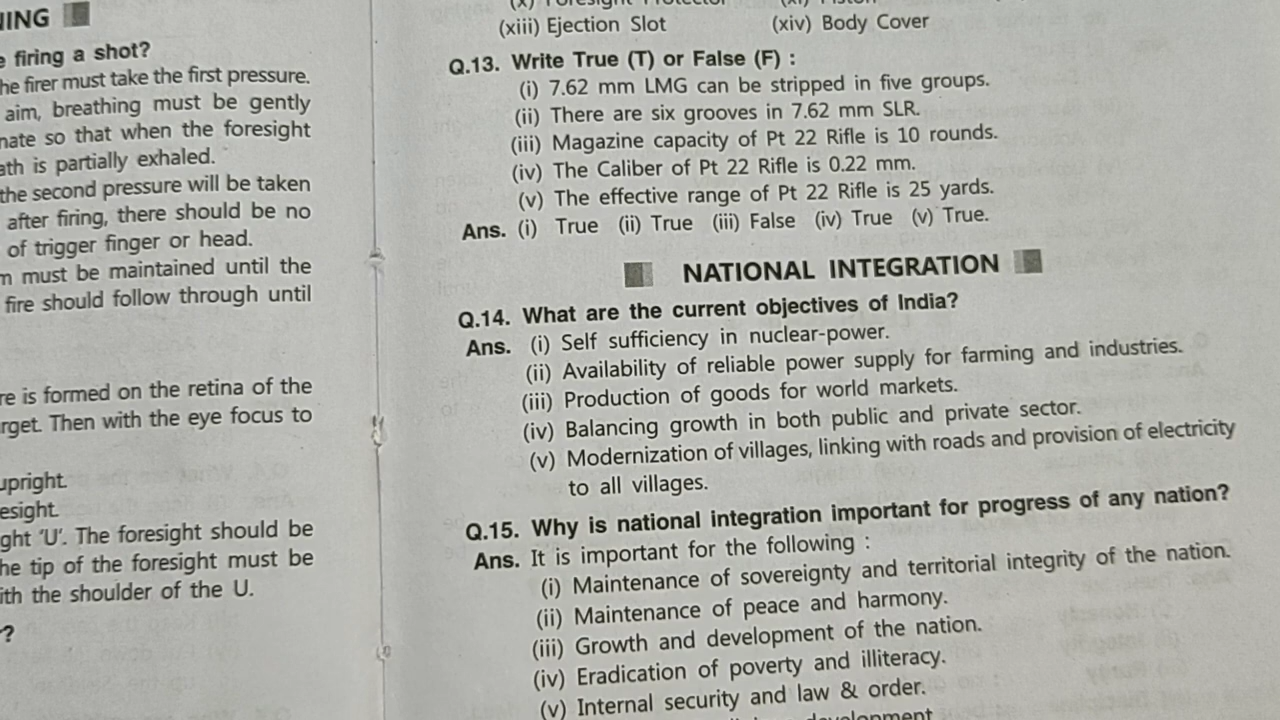 ING
firing a shot?
he firer must take the first pressure.
aim, breathing must be gently
nate so that when the foresight
ath is partially exhaled.
the second pressure will be taken
after firing, there should be no
of trigger finger or head.
must be maintained until the
fire should follow through until
re is formed on the retina of the
rget. Then with the eye focus to
upright.
esight.
ght 'U'. The foresight should be
he tip of the foresight must be
ith the shoulder of the U.
?
(x) Foresight Protector (xi) Piston
(xiii) Ejection Slot (xiv) Body Cover
Q.13. Write True (T) or False (F) :
(i) 7.62 mm LMG can be stripped in five groups.
(ii) There are six grooves in 7.62 mm SLR.
(iii) Magazine capacity of Pt 22 Rifle is 10 rounds.
(iv) The Caliber of Pt 22 Rifle is 0.22 mm.
(v) The effective range of Pt 22 Rifle is 25 yards.
Ans. (i) True (ii) True (iii) False (iv) True (v) True.
NATIONAL INTEGRATION
Q.14. What are the current objectives of India?
Ans. (i) Self sufficiency in nuclear-power.
(ii) Availability of reliable power supply for farming and industries.
(iii) Production of goods for world markets.
(iv) Balancing growth in both public and private sector.
(v) Modernization of villages, linking with roads and provision of electricity
to all villages.
Q.15. Why is national integration important for progress of any nation?
Ans. It is important for the following :
(i) Maintenance of sovereignty and territorial integrity of the nation.
(ii) Maintenance of peace and harmony.
(iii) Growth and development of the nation.
(iv) Eradication of poverty and illiteracy.
(v) Internal security and law & order.